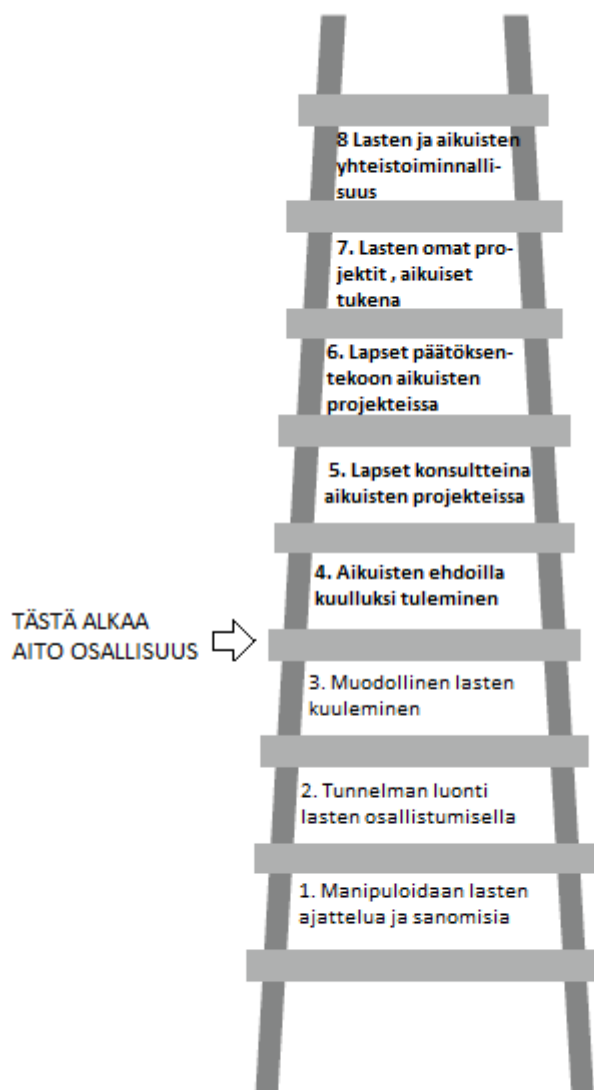 8 Lasten ja aikuisten
yhteistoiminnalli-
suus
7. Lasten omat pro-
jektit , aikuiset
tukena
6. Lapset päätöksen-
tekoon aikuisten
projekteissa
5. Lapset konsultteina
aikuisten projekteissa
4. Aikuisten ehdoilla
kuulluksi tuleminen
TÄSTÄ ALKAA
AITO OSALLISUUS
3. Muodollinen lasten
kuuleminen
2. Tunnelman luonti
lasten osallistumisella
1. Manipuloidaan lasten
ajattelua ja sanomisia